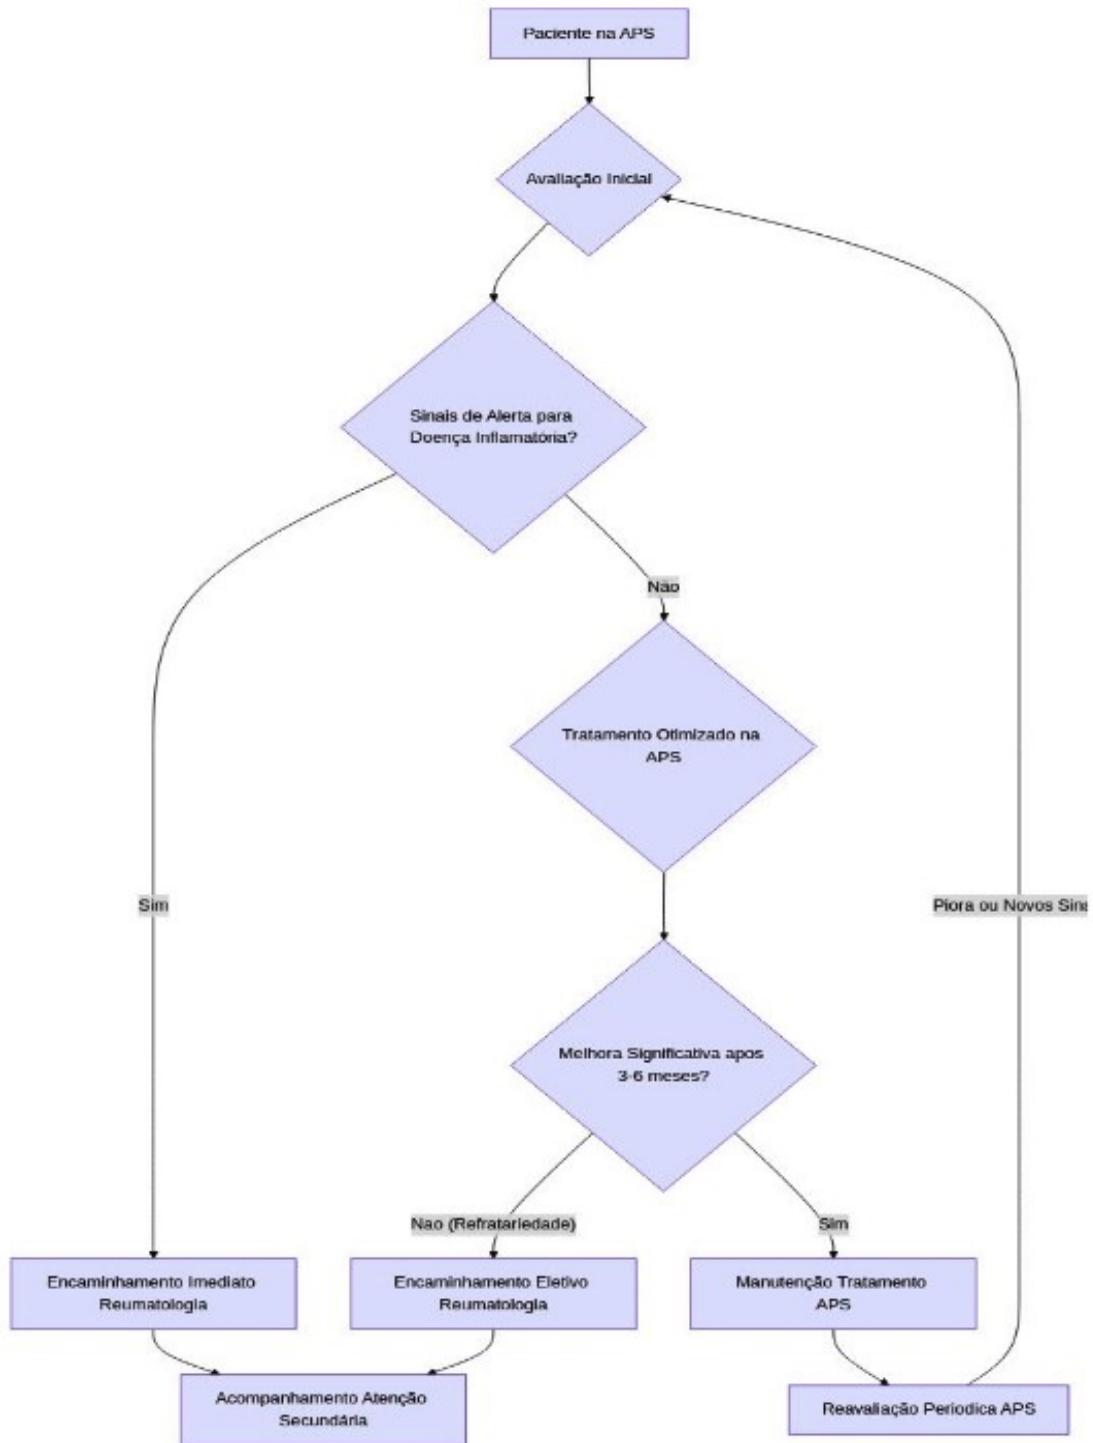 Paciente na APS
Avaliação Inicial
Sinais de Alerta para
Doença Inflamatória?
Não
Tratamento Otimizado na
APS
Sim
Piora ou Novos
Melhora Significativa apos
3-6 meses?
Nao (Refratariedade)
Sim
Encaminhamento Imediato
Reumatologia
Encaminhamento Eletivo
Reumatologia
Manutenção Tratamento
APS
Acompanhamento Atenção
Secundária
Reavaliação Periodica APS